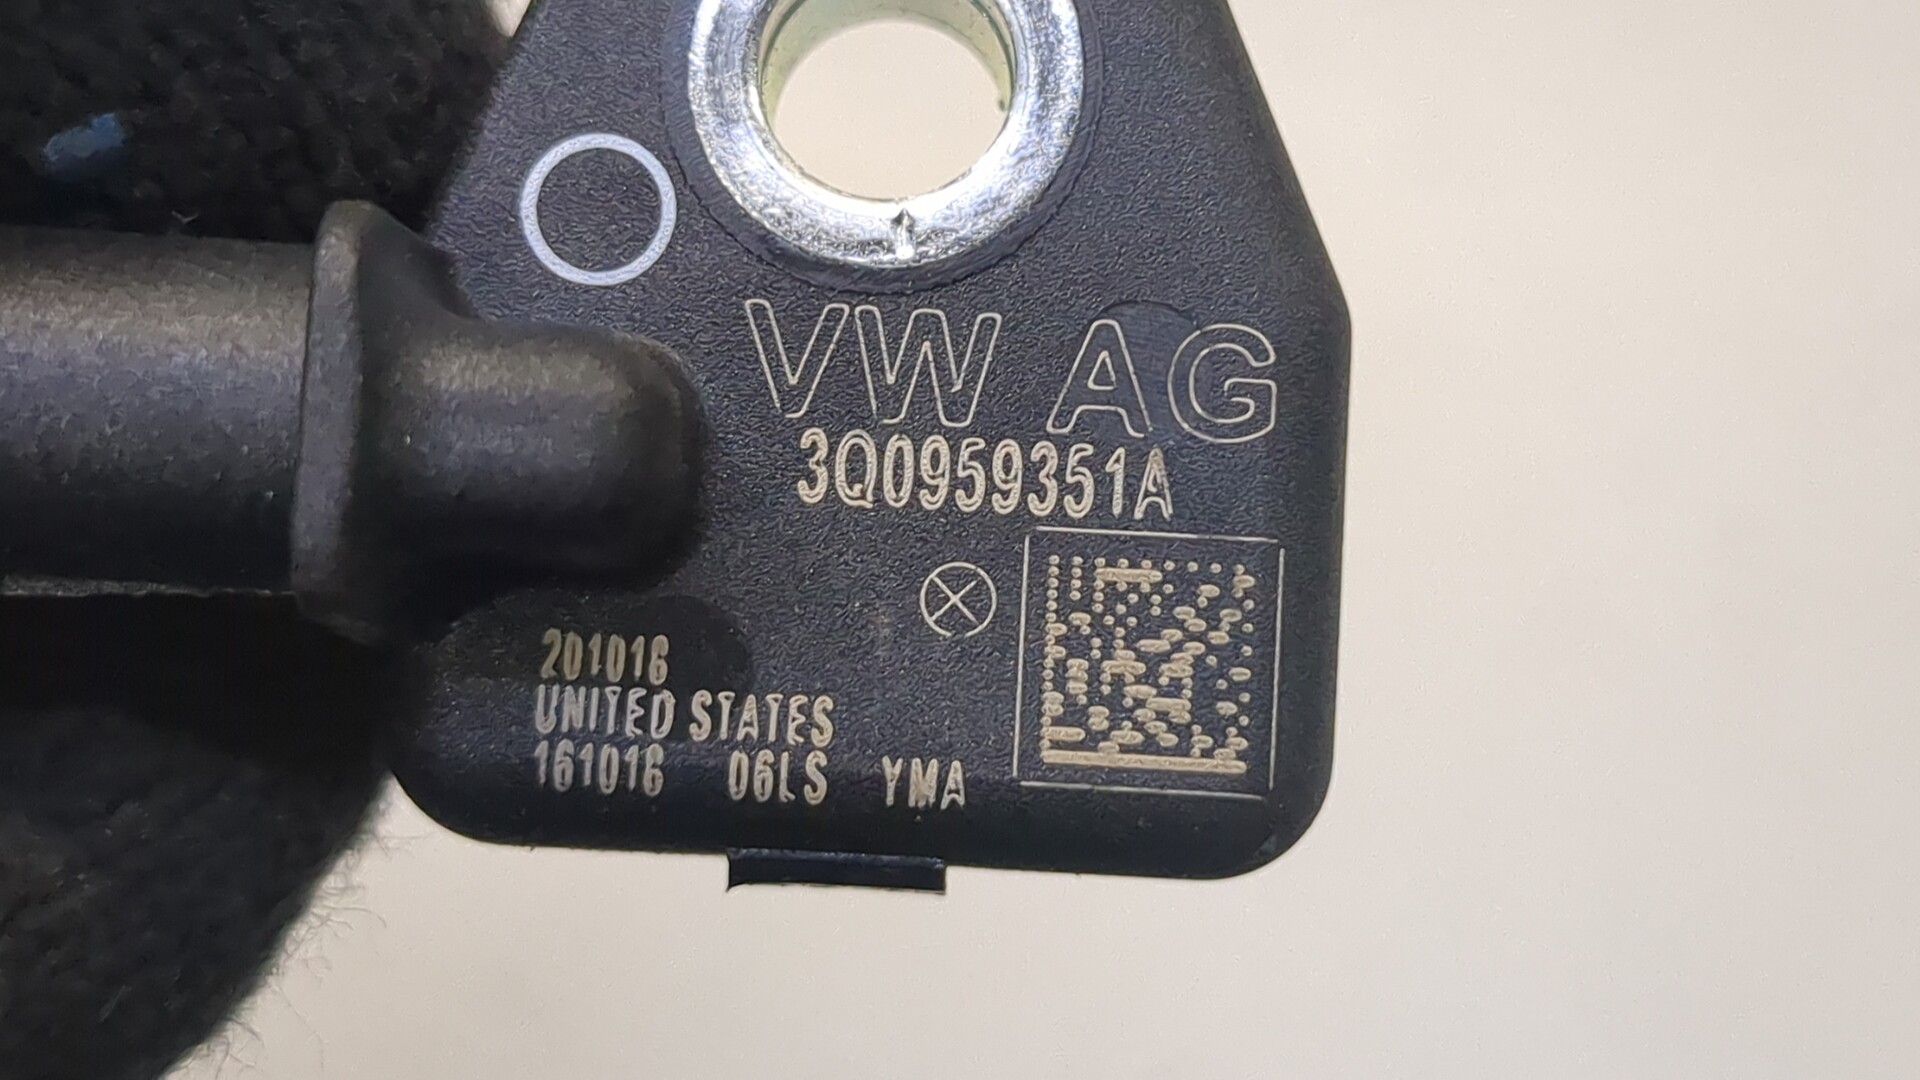 VW AG
3Q0959351A
201016
UNITED STATES
161016 06LS YMA